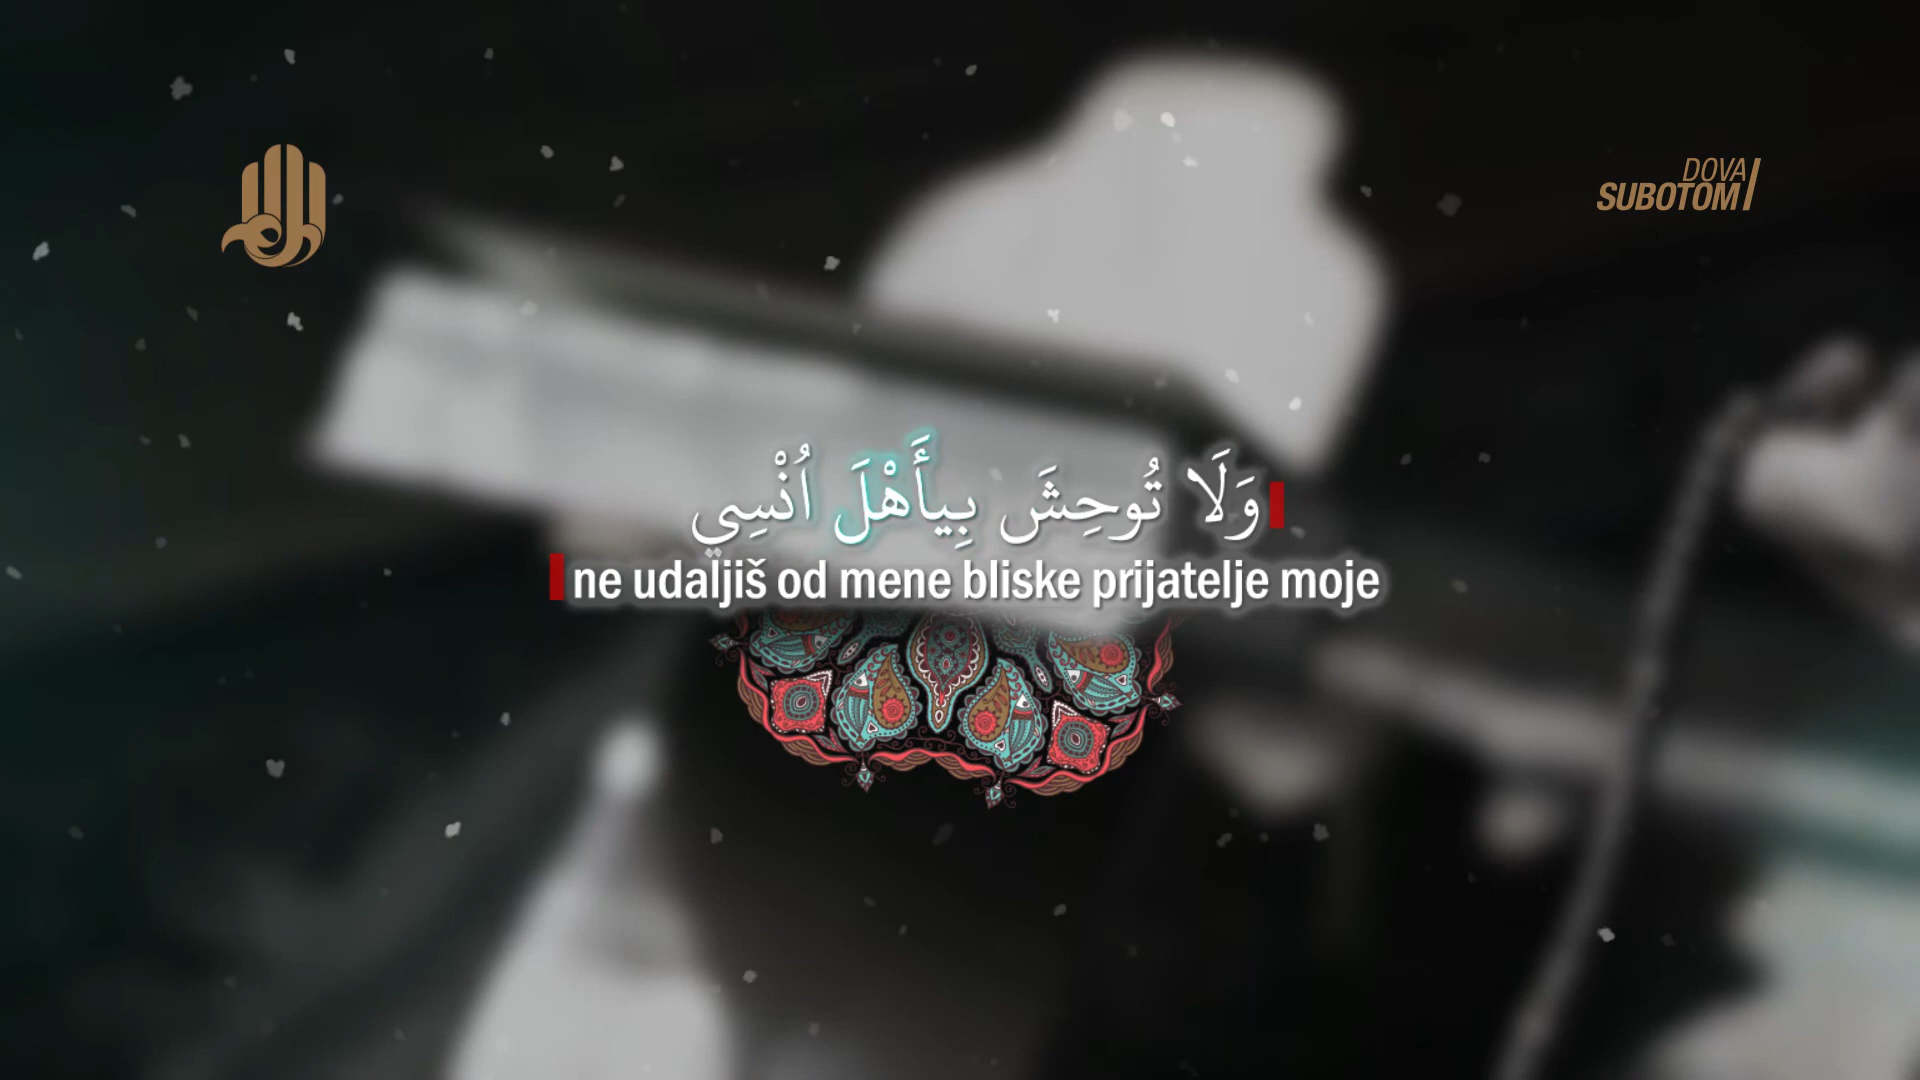 DOVA
SUBOTOM
وَلَا تُوحِشَ بِيأَهْلَ اُنْسِي
ne udaljiš od mene bliske prijatelje moje